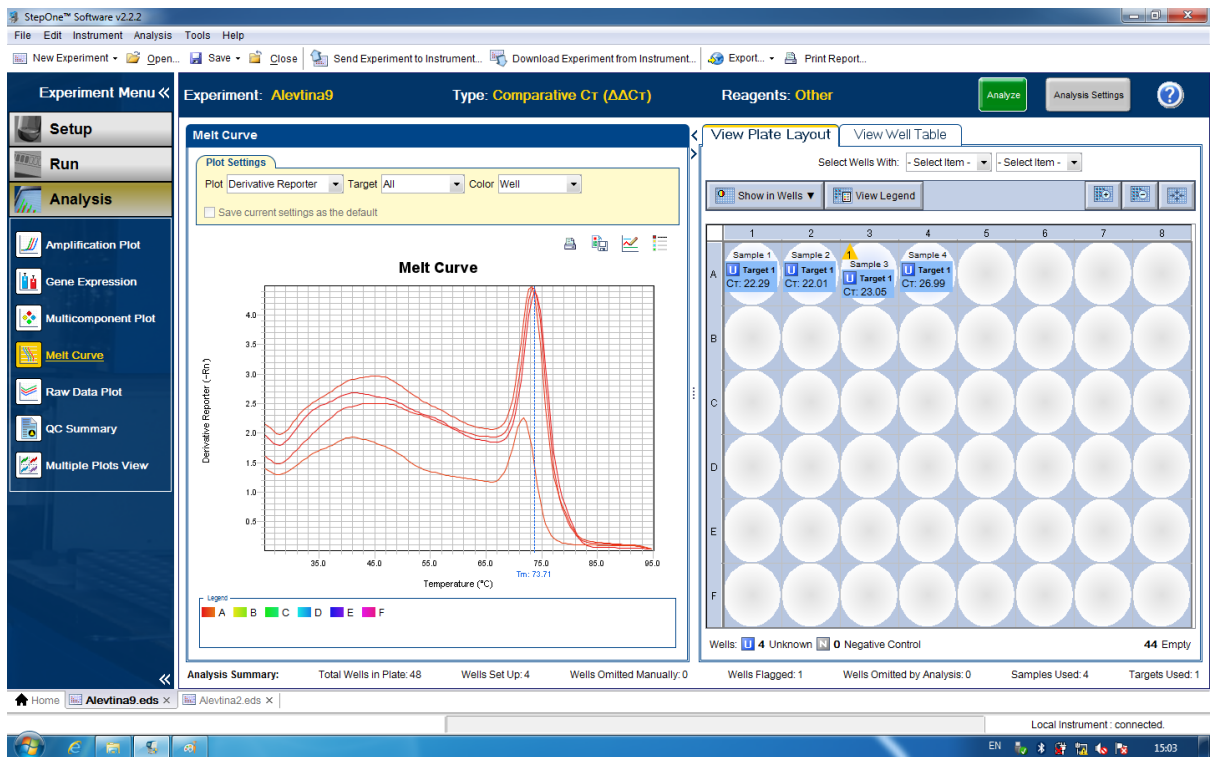 StepOne™ Software v2.2.2
File Edit Instrument Analysis Tools Help
New Experiment Open... Save Close Send Experiment to Instrument... Download Experiment from Instrument... Export... Print Report...
Experiment Menu «
Experiment: Alevtina9 Type: Comparative Cᴛ (ΔΔCᴛ) Reagents: Other
Analyze
Analysis Settings
?
Setup
Run
Analysis
Amplification Plot
Gene Expression
Multicomponent Plot
Melt Curve
Raw Data Plot
QC Summary
Multiple Plots View
«
Melt Curve
Plot Settings
Plot Derivative Reporter Target All Color Well
Save current settings as the default
Melt Curve
Derivative Reporter (-Rn')
4.0
3.5
3.0
2.5
2.0
1.5
1.0
0.5
35.0 45.0 55.0 65.0 75.0 85.0 95.0
Tm: 73.71
Temperature (°C)
Legend
A B C D E F
View Plate Layout View Well Table
Select Wells With: - Select Item - - Select Item -
Show in Wells ▼ View Legend
1 2 3 4 5 6 7 8
A
Sample 1
U Target 1
Cᴛ: 22.29
Sample 2
U Target 1
Cᴛ: 22.01
1
Sample 3
U Target 1
Cᴛ: 23.05
Sample 4
U Target 1
Cᴛ: 26.99
B
C
D
E
F
Wells: U 4 Unknown N 0 Negative Control 44 Empty
Analysis Summary: Total Wells in Plate: 48 Wells Set Up: 4 Wells Omitted Manually: 0 Wells Flagged: 1 Wells Omitted by Analysis: 0 Samples Used: 4 Targets Used: 1
Home Alevtina9.eds × Alevtina2.eds ×
Local Instrument : connected.
EN 15:03